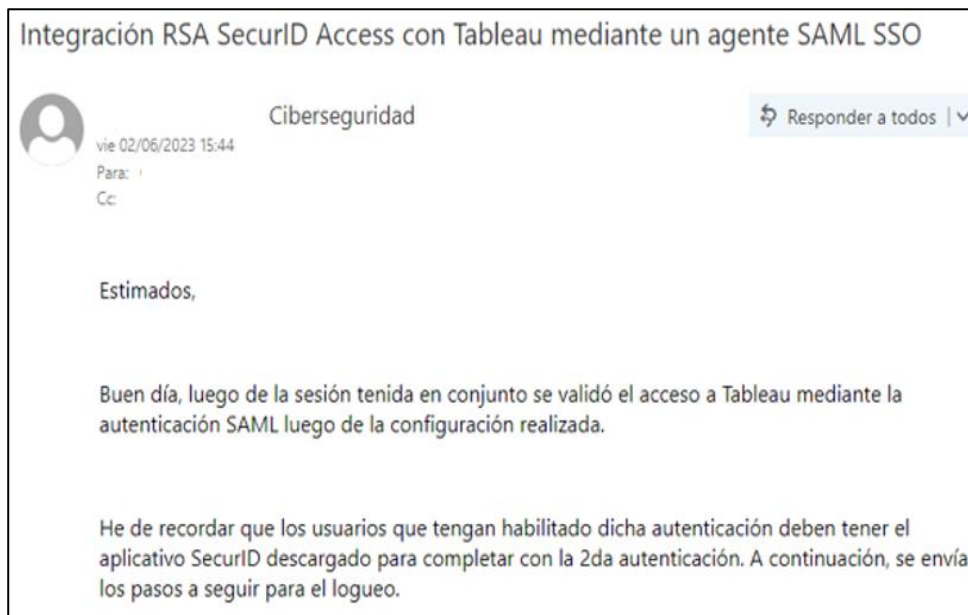 Integración RSA SecurID Access con Tableau mediante un agente SAML SSO
Ciberseguridad
Responder a todos |
vie 02/06/2023 15:44
Para:
Cc:
Estimados,
Buen día, luego de la sesión tenida en conjunto se validó el acceso a Tableau mediante la
autenticación SAML luego de la configuración realizada.
He de recordar que los usuarios que tengan habilitado dicha autenticación deben tener el
aplicativo SecurID descargado para completar con la 2da autenticación. A continuación, se envía
los pasos a seguir para el logueo.